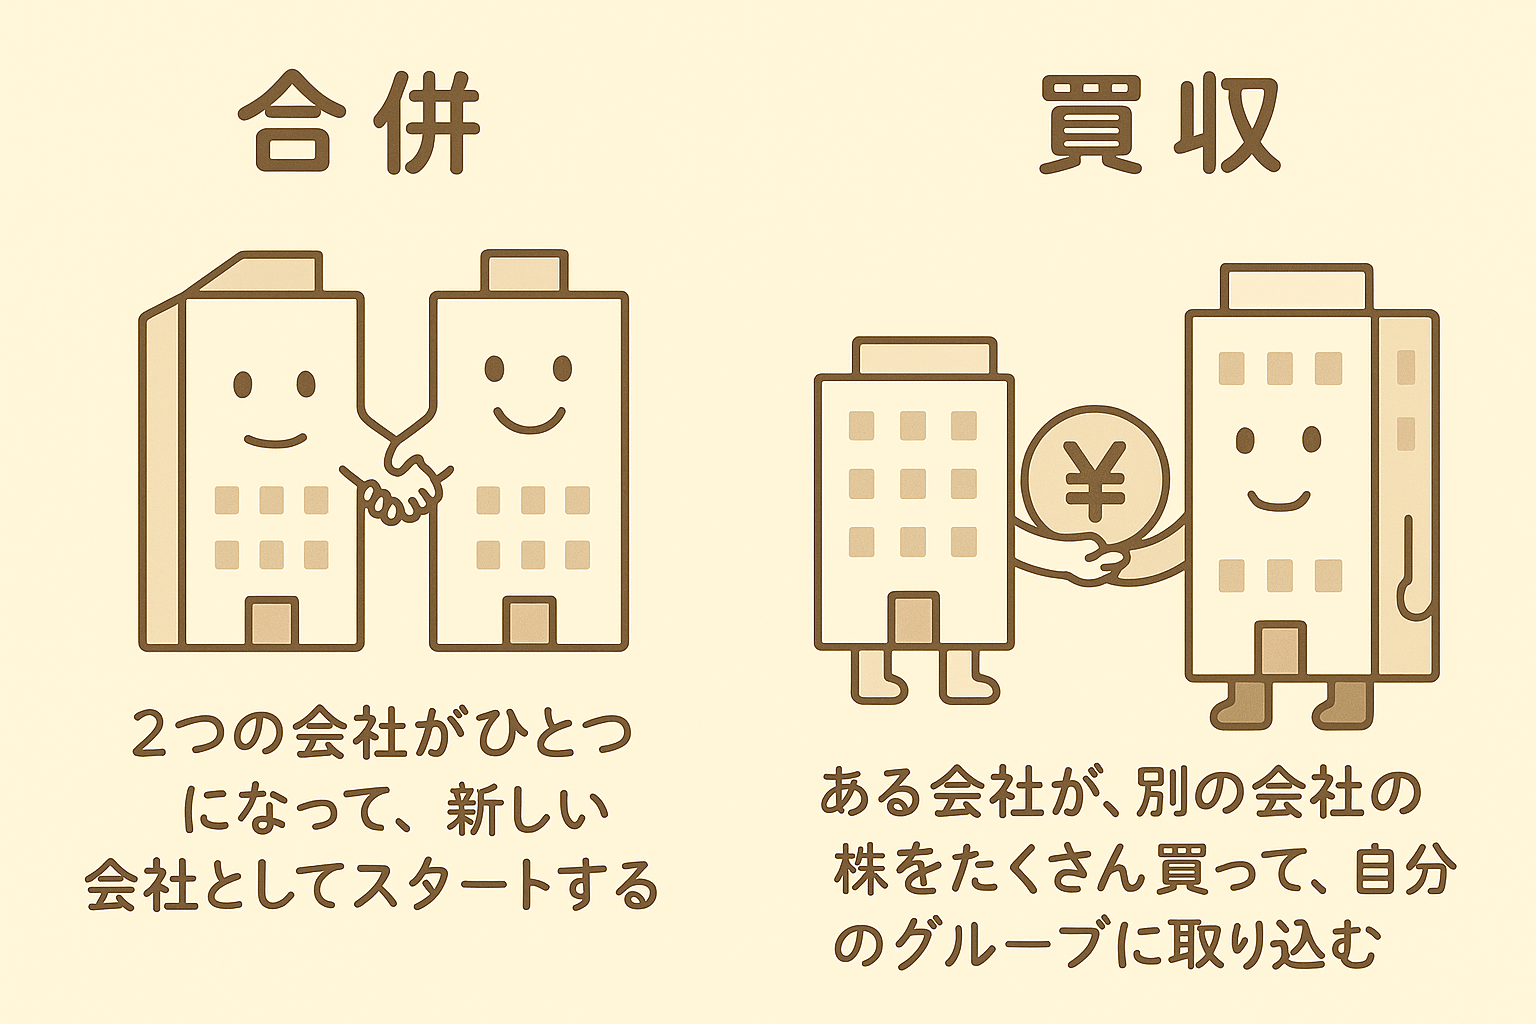 合併
2つの会社がひとつ
になって、新しい
会社としてスタートする
買収
¥
ある会社が、別の会社の
株をたくさん買って、自分
のグループに取り込む